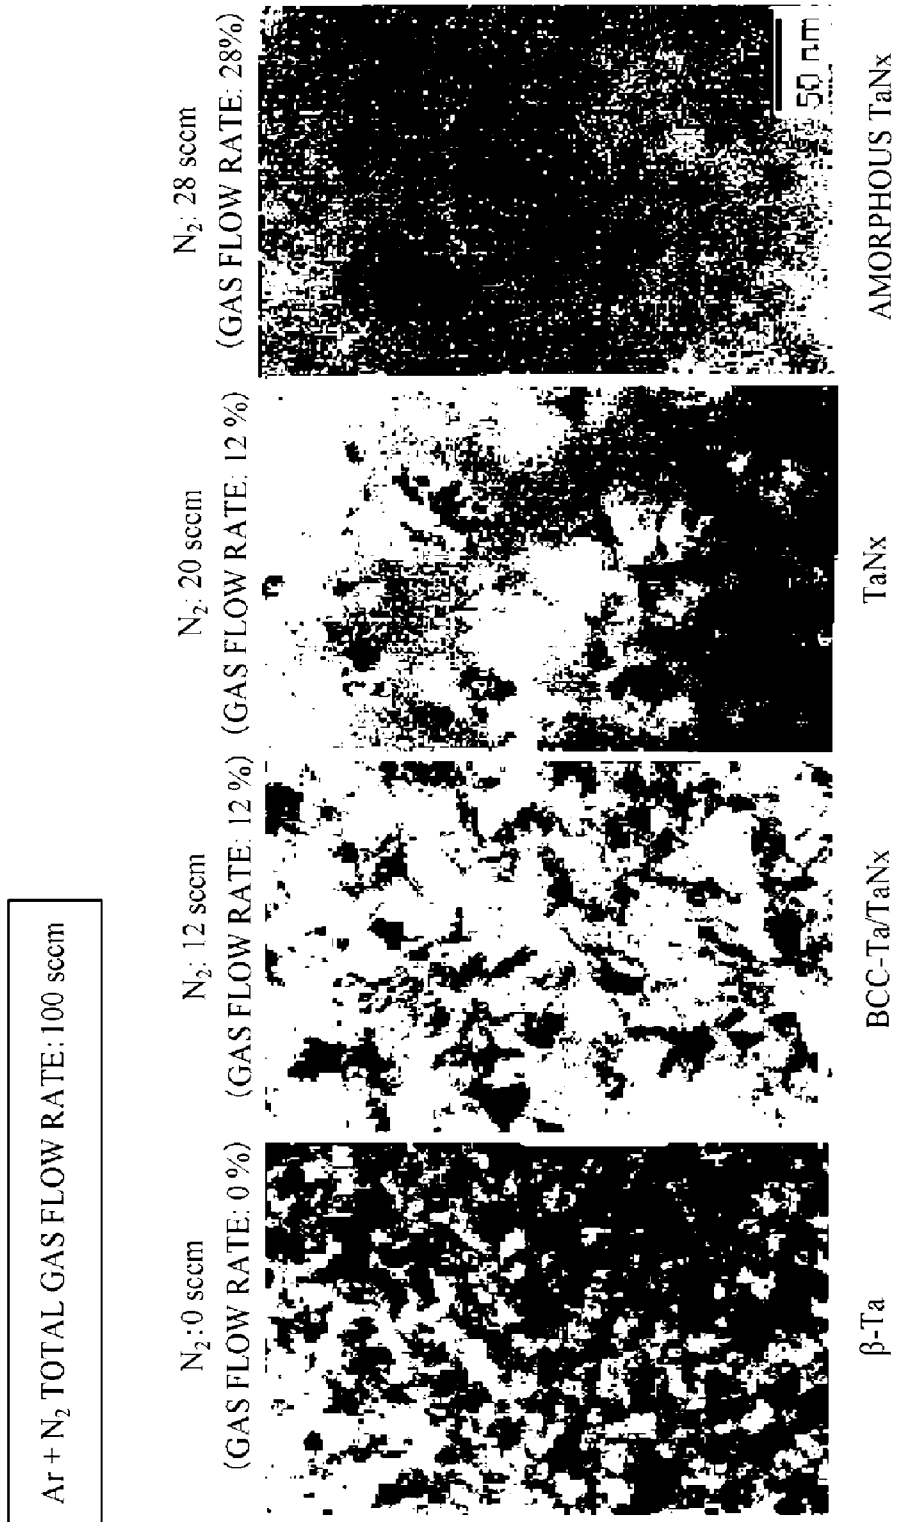 Ar + N₂ TOTAL GAS FLOW RATE: 100 sccm
N₂: 0 sccm
(GAS FLOW RATE: 0 %)
β-Ta
N₂: 12 sccm
(GAS FLOW RATE: 12 %)
BCC-Ta/TaNx
N₂: 20 sccm
(GAS FLOW RATE: 12 %)
TaNx
N₂: 28 sccm
(GAS FLOW RATE: 28%)
50 nm
AMORPHOUS TaNx